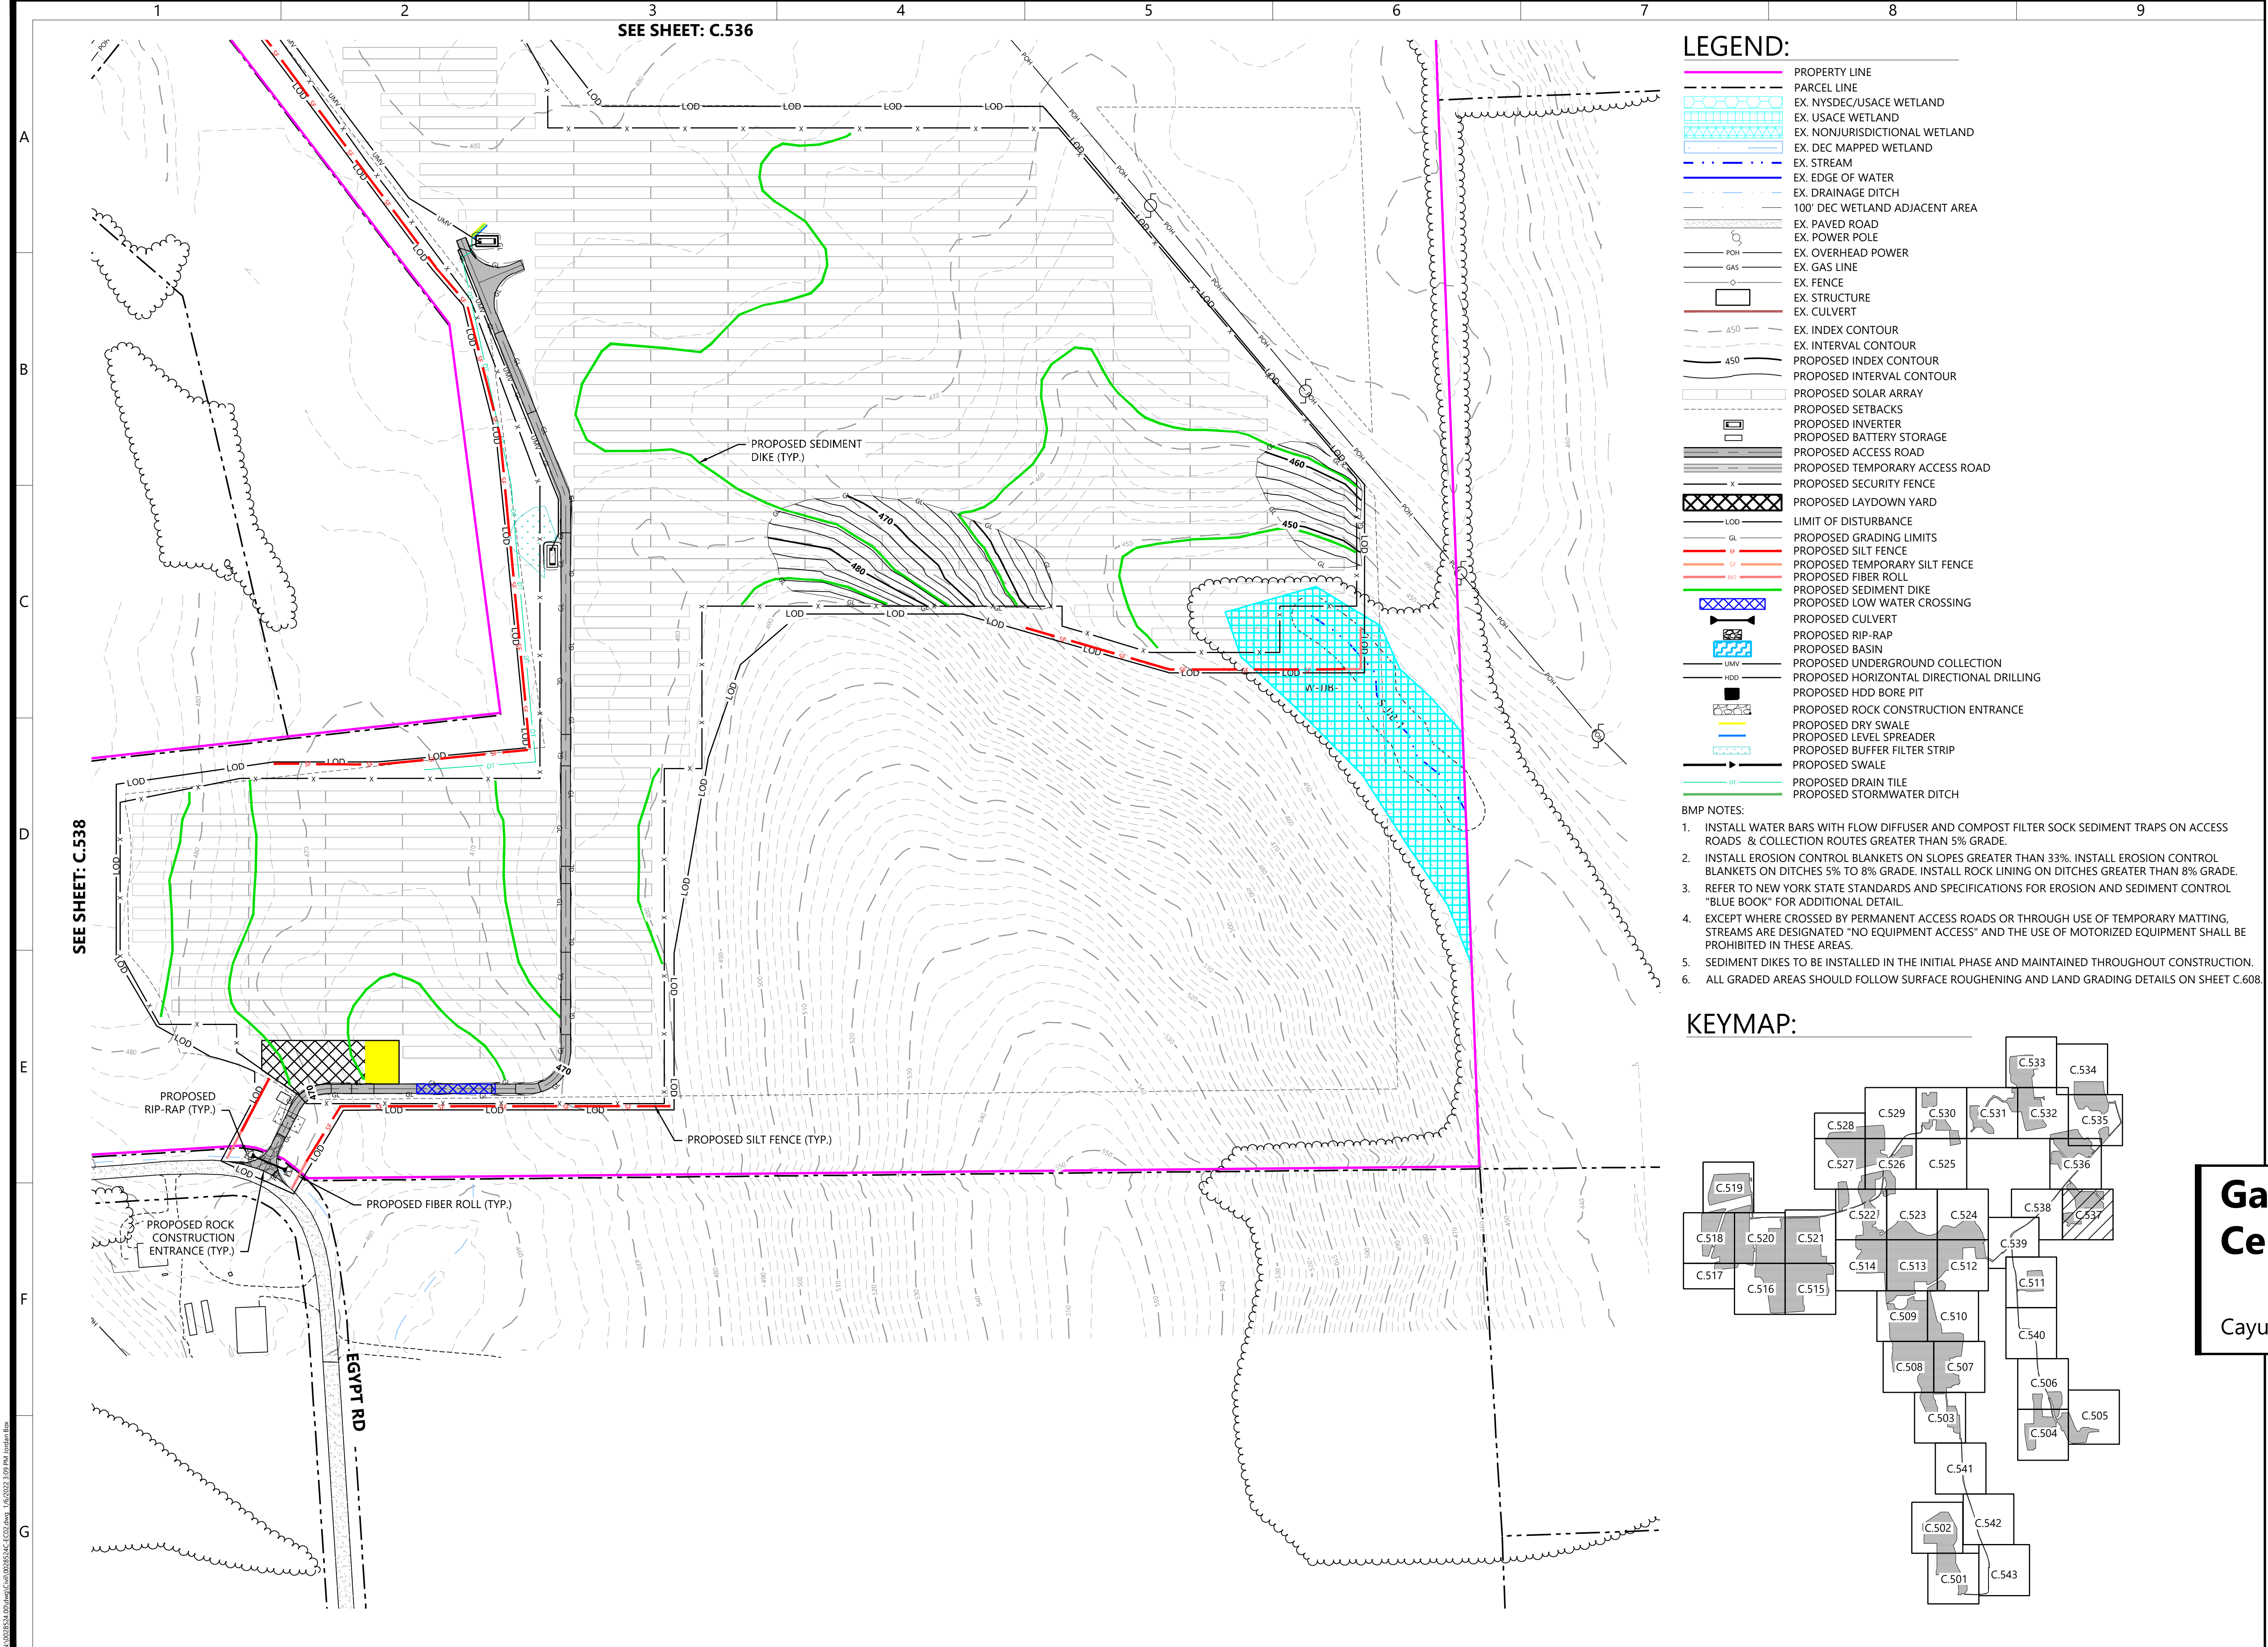 1 2 3 4 5 6 7 8 9
SEE SHEET: C.536
A
B
C
D
E
F
G
SEE SHEET: C.538
PROPOSED SEDIMENT
DIKE (TYP.)
PROPOSED
RIP-RAP (TYP.)
PROPOSED SILT FENCE (TYP.)
PROPOSED FIBER ROLL (TYP.)
PROPOSED ROCK
CONSTRUCTION
ENTRANCE (TYP.)
EGYPT RD
460
450
470
480
470
470
LEGEND:
PROPERTY LINE
PARCEL LINE
EX. NYSDEC/USACE WETLAND
EX. USACE WETLAND
EX. NONJURISDICTIONAL WETLAND
EX. DEC MAPPED WETLAND
EX. STREAM
EX. EDGE OF WATER
EX. DRAINAGE DITCH
100' DEC WETLAND ADJACENT AREA
EX. PAVED ROAD
EX. POWER POLE
POH EX. OVERHEAD POWER
GAS EX. GAS LINE
EX. FENCE
EX. STRUCTURE
EX. CULVERT
450 EX. INDEX CONTOUR
EX. INTERVAL CONTOUR
450 PROPOSED INDEX CONTOUR
PROPOSED INTERVAL CONTOUR
PROPOSED SOLAR ARRAY
PROPOSED SETBACKS
PROPOSED INVERTER
PROPOSED BATTERY STORAGE
PROPOSED ACCESS ROAD
PROPOSED TEMPORARY ACCESS ROAD
X PROPOSED SECURITY FENCE
PROPOSED LAYDOWN YARD
LOD LIMIT OF DISTURBANCE
GL PROPOSED GRADING LIMITS
SF PROPOSED SILT FENCE
SF PROPOSED TEMPORARY SILT FENCE
BIO PROPOSED FIBER ROLL
PROPOSED SEDIMENT DIKE
PROPOSED LOW WATER CROSSING
PROPOSED CULVERT
PROPOSED RIP-RAP
PROPOSED BASIN
UMV PROPOSED UNDERGROUND COLLECTION
HDD PROPOSED HORIZONTAL DIRECTIONAL DRILLING
PROPOSED HDD BORE PIT
PROPOSED ROCK CONSTRUCTION ENTRANCE
PROPOSED DRY SWALE
PROPOSED LEVEL SPREADER
PROPOSED BUFFER FILTER STRIP
PROPOSED SWALE
DT PROPOSED DRAIN TILE
PROPOSED STORMWATER DITCH
BMP NOTES:
1. INSTALL WATER BARS WITH FLOW DIFFUSER AND COMPOST FILTER SOCK SEDIMENT TRAPS ON ACCESS
ROADS & COLLECTION ROUTES GREATER THAN 5% GRADE.
2. INSTALL EROSION CONTROL BLANKETS ON SLOPES GREATER THAN 33%. INSTALL EROSION CONTROL
BLANKETS ON DITCHES 5% TO 8% GRADE. INSTALL ROCK LINING ON DITCHES GREATER THAN 8% GRADE.
3. REFER TO NEW YORK STATE STANDARDS AND SPECIFICATIONS FOR EROSION AND SEDIMENT CONTROL
"BLUE BOOK" FOR ADDITIONAL DETAIL.
4. EXCEPT WHERE CROSSED BY PERMANENT ACCESS ROADS OR THROUGH USE OF TEMPORARY MATTING,
STREAMS ARE DESIGNATED "NO EQUIPMENT ACCESS" AND THE USE OF MOTORIZED EQUIPMENT SHALL BE
PROHIBITED IN THESE AREAS.
5. SEDIMENT DIKES TO BE INSTALLED IN THE INITIAL PHASE AND MAINTAINED THROUGHOUT CONSTRUCTION.
6. ALL GRADED AREAS SHOULD FOLLOW SURFACE ROUGHENING AND LAND GRADING DETAILS ON SHEET C.608.
KEYMAP:
C.533
C.534
C.529 C.530 C.531 C.532
C.535
C.528
C.527 C.526 C.525
C.536
C.519
C.522 C.523 C.524
C.538 C.537
C.518 C.520 C.521
C.539
C.517
C.514 C.513 C.512
C.511
C.516 C.515
C.509 C.510
C.540
C.508 C.507
C.506
C.503
C.505
C.504
C.541
C.502 C.542
C.501 C.543
Ga
Ce
Cayu